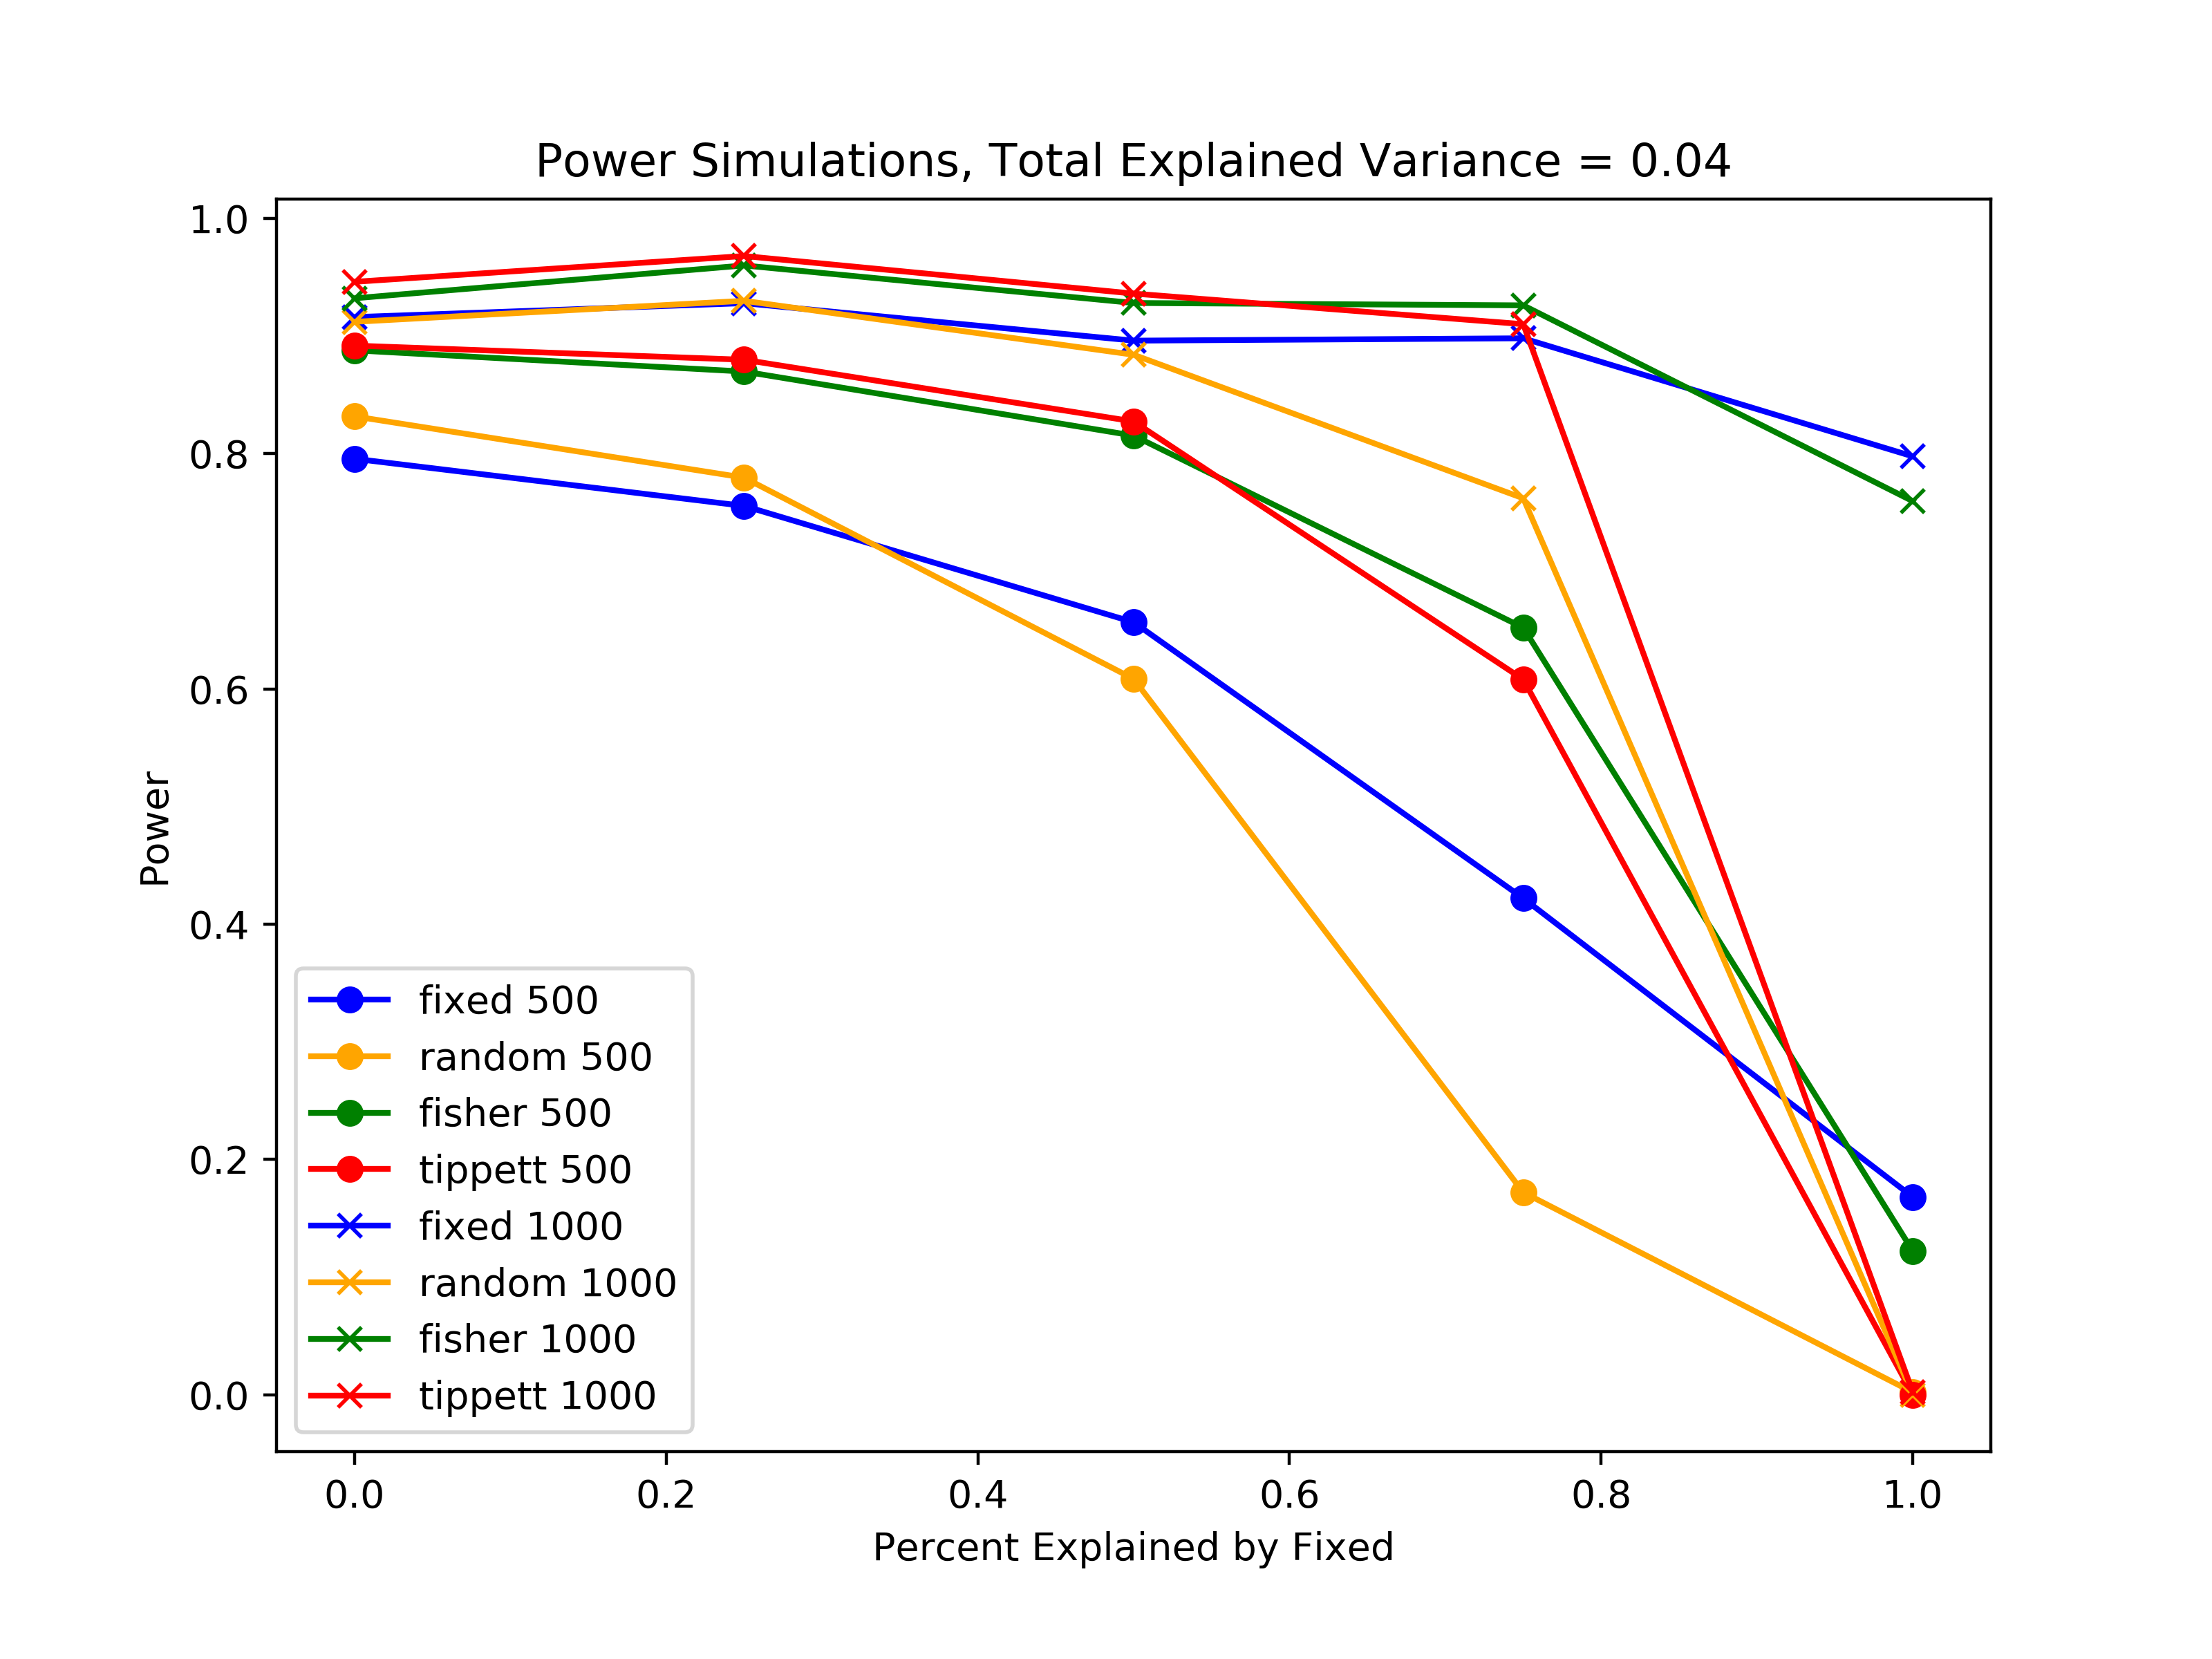 Power Simulations, Total Explained Variance = 0.04
1.0
0.8
0.6
0.4
0.2
0.0
Power
fixed 500
random 500
fisher 500
tippett 500
fixed 1000
random 1000
fisher 1000
tippett 1000
0.0 0.2 0.4 0.6 0.8 1.0
Percent Explained by Fixed